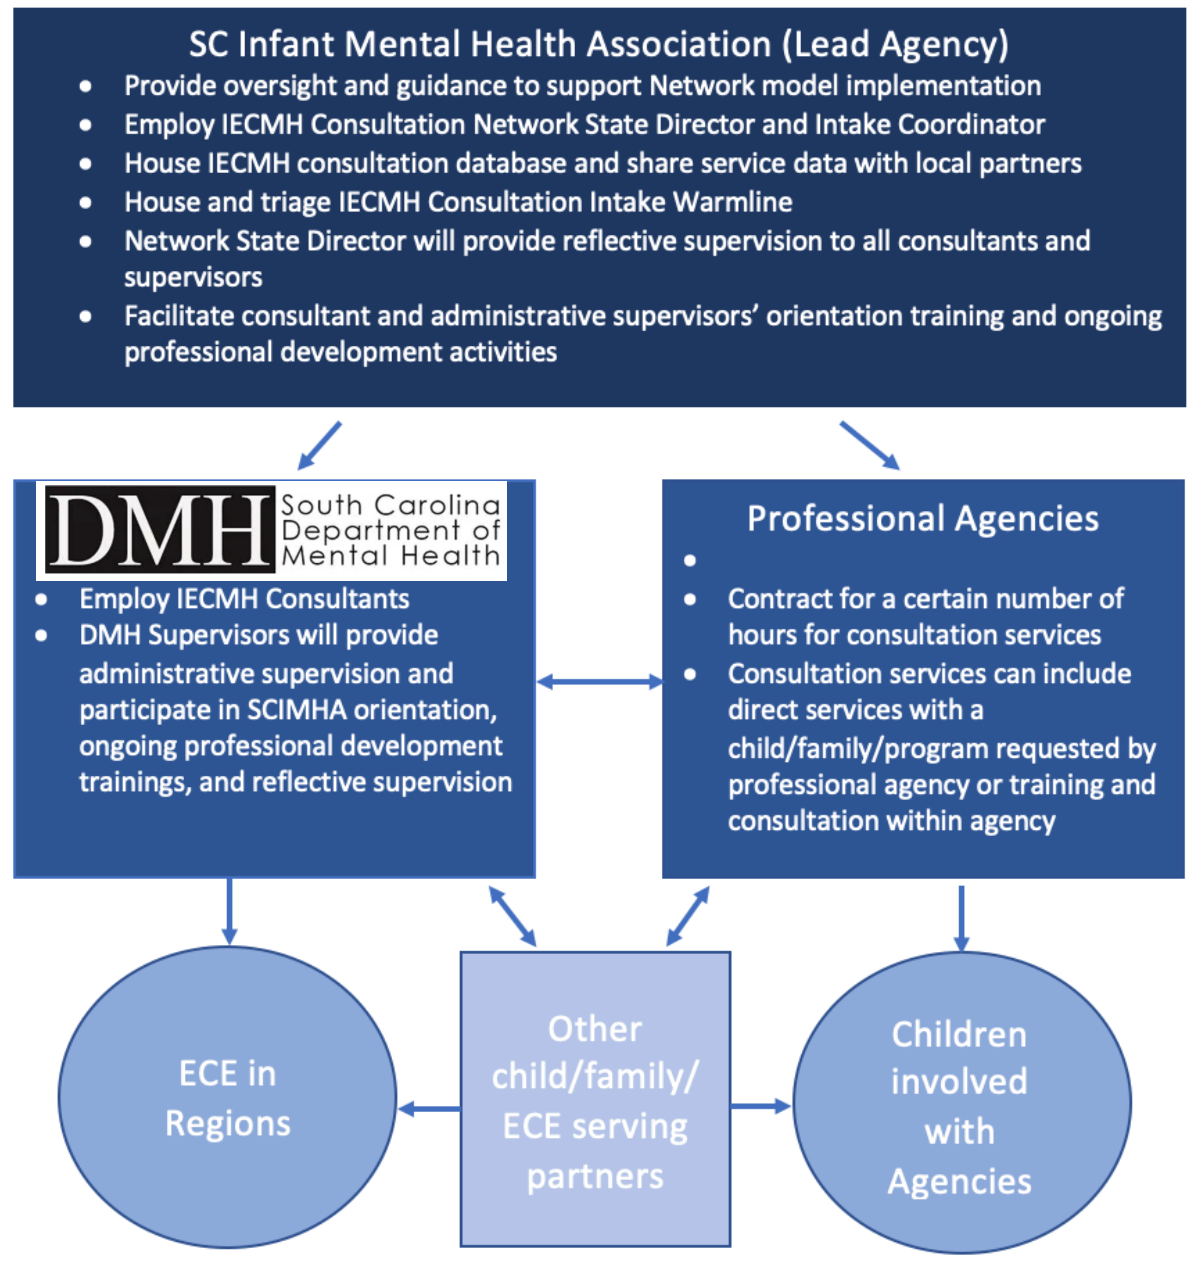 SC Infant Mental Health Association (Lead Agency)
• Provide oversight and guidance to support Network model implementation
• Employ IECMH Consultation Network State Director and Intake Coordinator
• House IECMH consultation database and share service data with local partners
• House and triage IECMH Consultation Intake Warmline
• Network State Director will provide reflective supervision to all consultants and
supervisors
• Facilitate consultant and administrative supervisors’ orientation training and ongoing
professional development activities
DMH South Carolina
Department of
Mental Health
• Employ IECMH Consultants
• DMH Supervisors will provide
administrative supervision and
participate in SCIMHA orientation,
ongoing professional development
trainings, and reflective supervision
Professional Agencies
•
• Contract for a certain number of
hours for consultation services
• Consultation services can include
direct services with a
child/family/program requested by
professional agency or training and
consultation within agency
ECE in
Regions
Other
child/family/
ECE serving
partners
Children
involved
with
Agencies